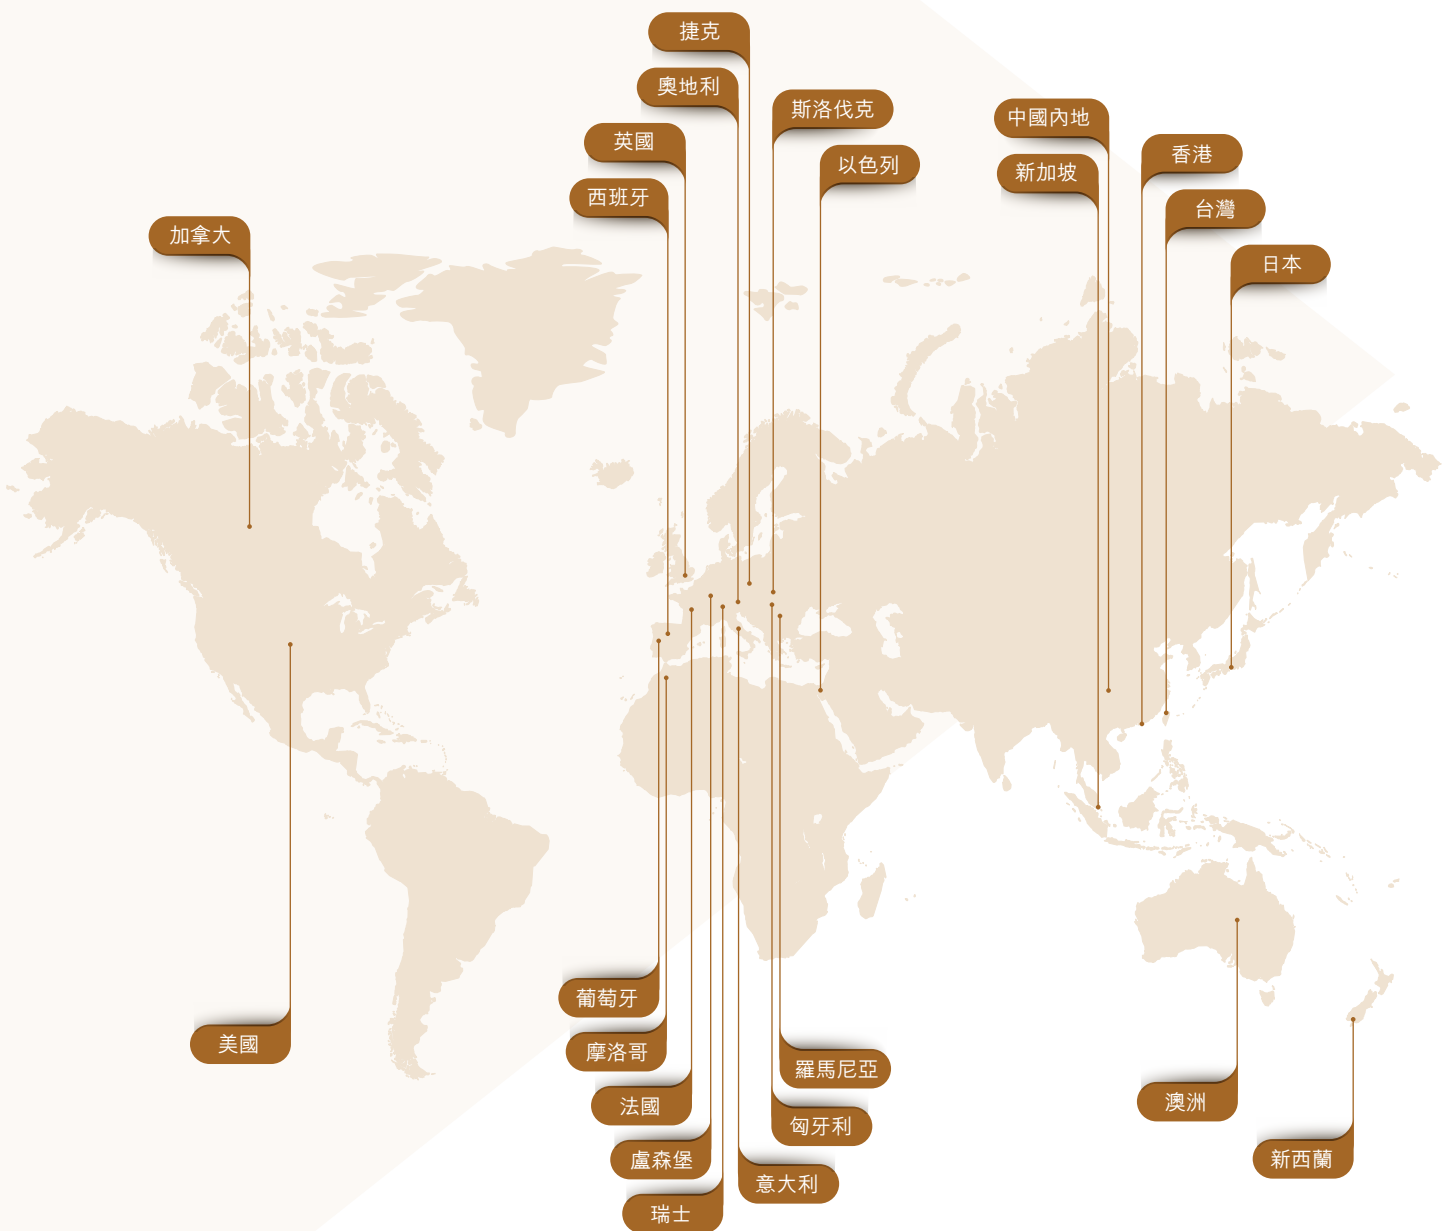 捷克
奧地利
斯洛伐克
中國內地
英國
香港
以色列
新加坡
西班牙
台灣
加拿大
日本
葡萄牙
美國
摩洛哥
羅馬尼亞
法國
澳洲
匈牙利
盧森堡
新西蘭
意大利
瑞士